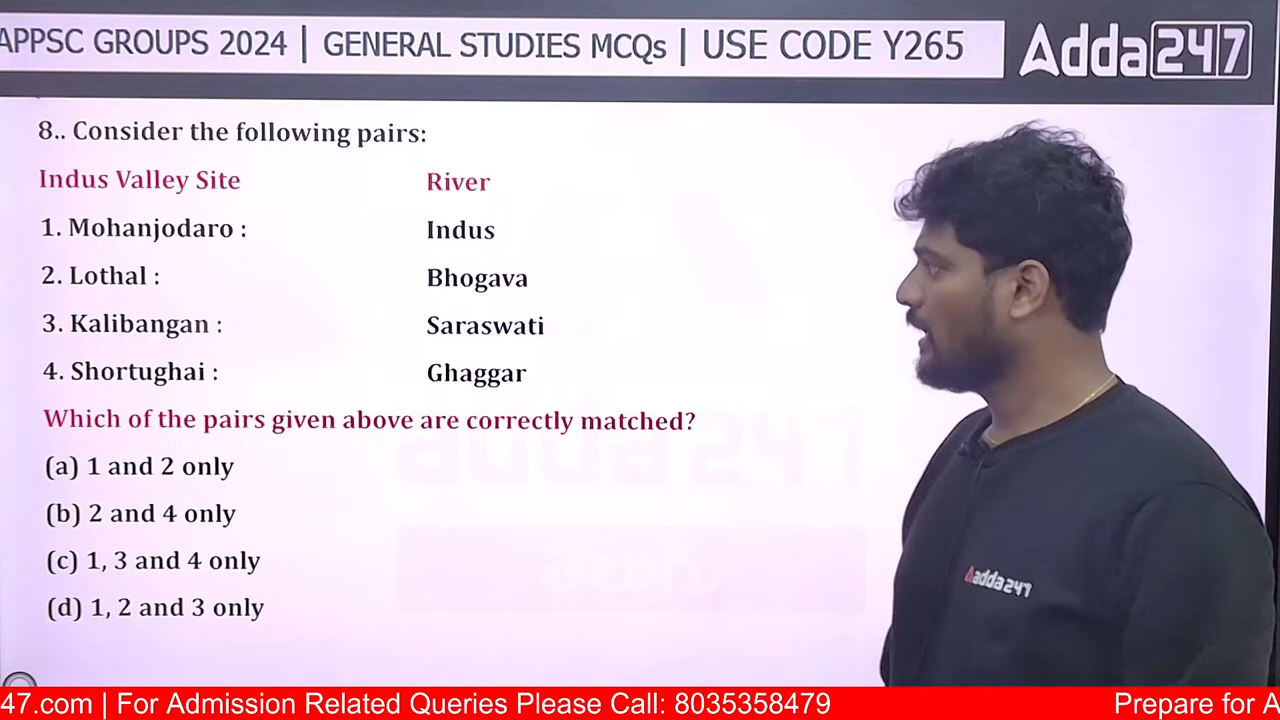 APPSC GROUPS 2024 | GENERAL STUDIES MCQs | USE CODE Y265
Adda247
8.. Consider the following pairs:
Indus Valley Site River
1. Mohanjodaro : Indus
2. Lothal : Bhogava
3. Kalibangan : Saraswati
4. Shortughai : Ghaggar
Which of the pairs given above are correctly matched?
(a) 1 and 2 only
(b) 2 and 4 only
(c) 1, 3 and 4 only
(d) 1, 2 and 3 only
adda247
47.com | For Admission Related Queries Please Call: 8035358479 Prepare for A